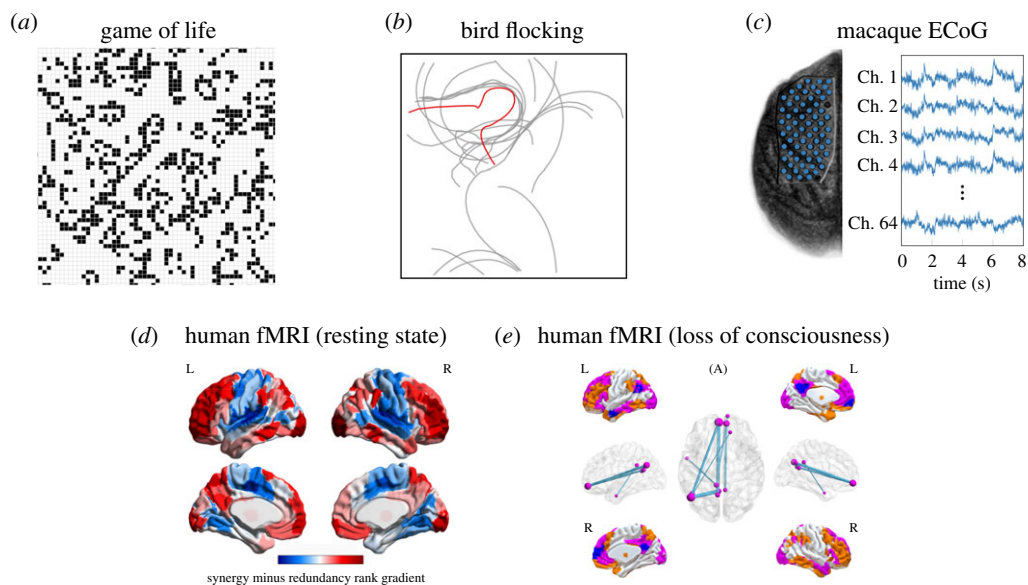 (a) game of life
(b) bird flocking
(c) macaque ECoG
Ch. 1
Ch. 2
Ch. 3
Ch. 4
Ch. 64
0 2 4 6 8
time (s)
(d) human fMRI (resting state)
L R
synergy minus redundancy rank gradient
(e) human fMRI (loss of consciousness)
L (A) L
R R